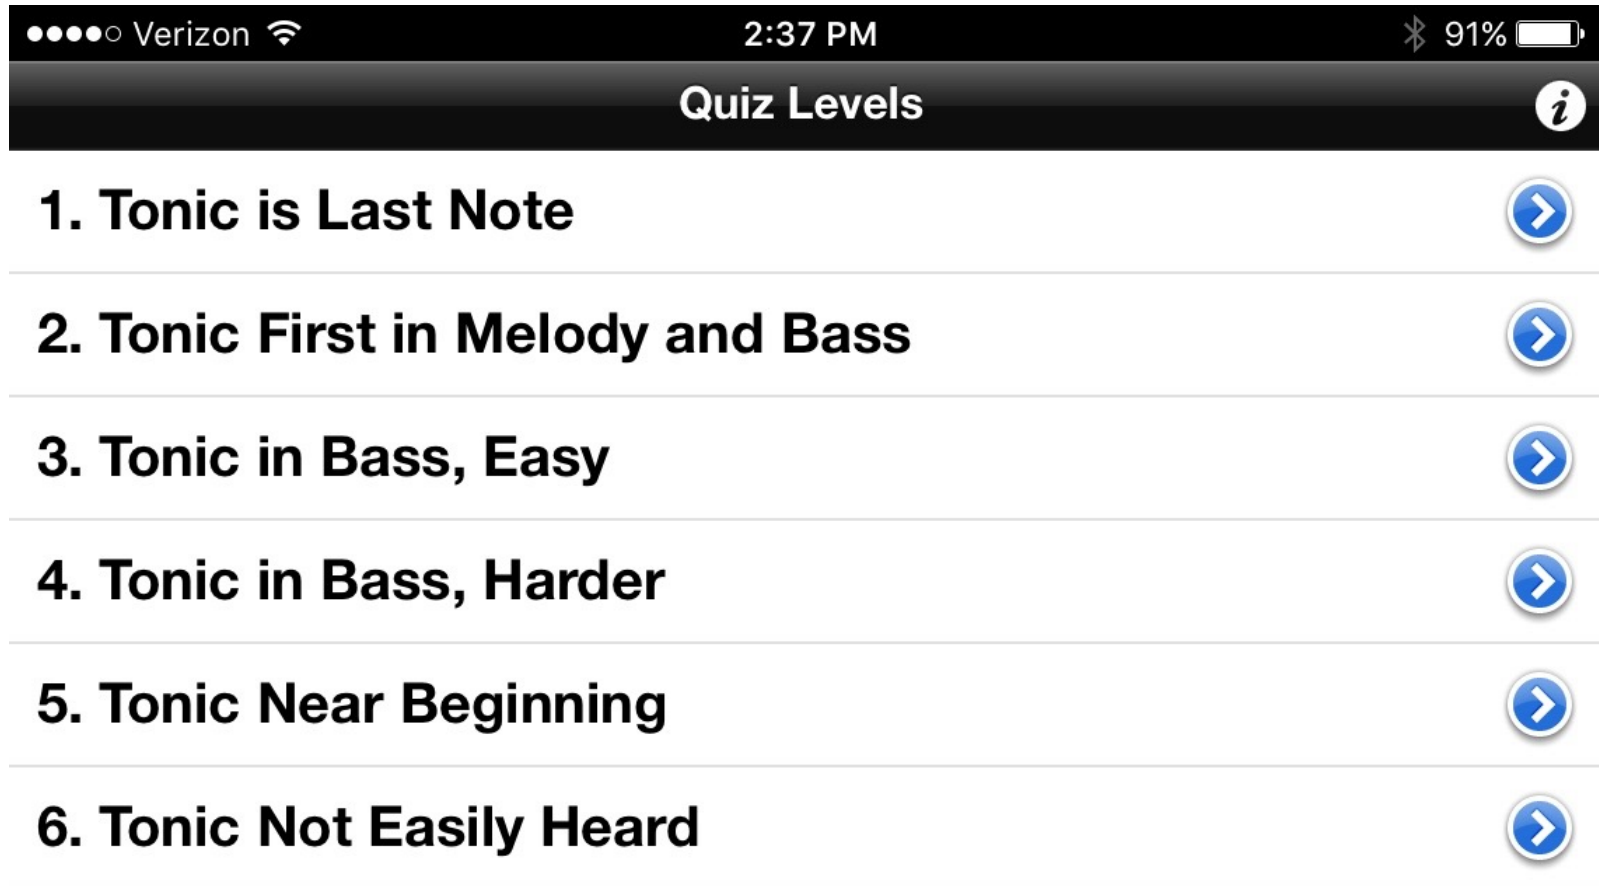 Verizon 2:37 PM 91%
Quiz Levels
1. Tonic is Last Note
2. Tonic First in Melody and Bass
3. Tonic in Bass, Easy
4. Tonic in Bass, Harder
5. Tonic Near Beginning
6. Tonic Not Easily Heard